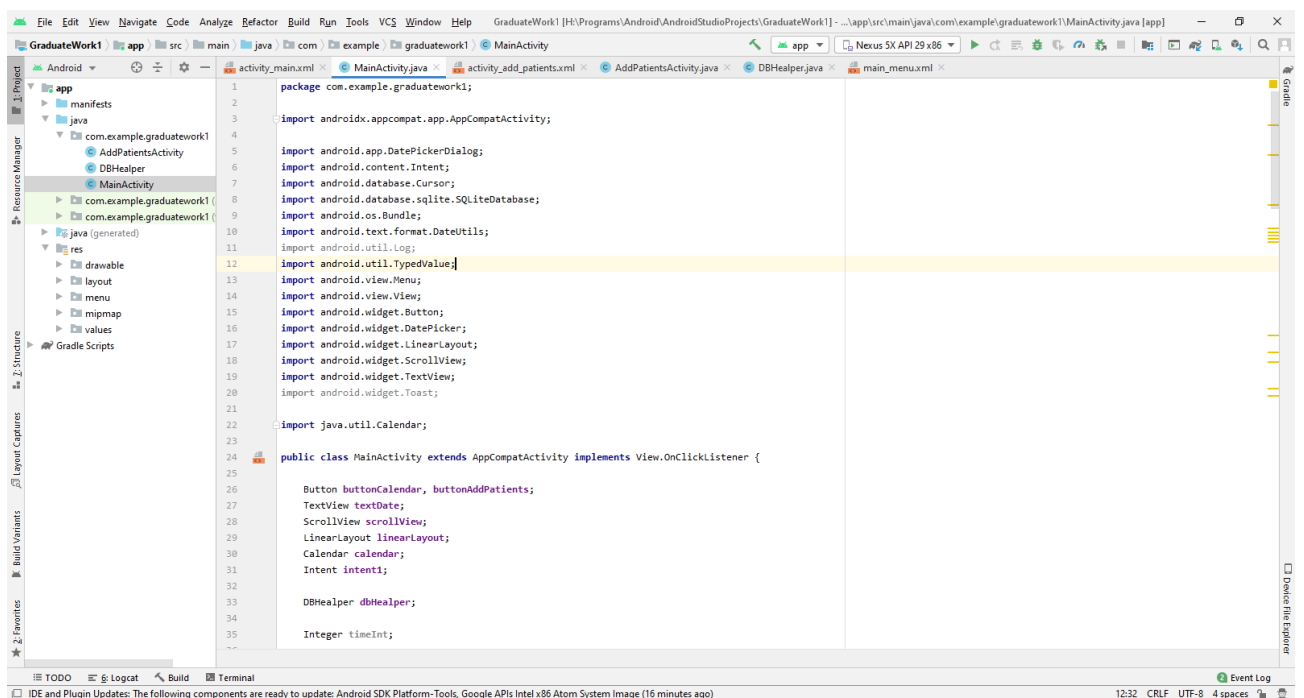 File Edit View Navigate Code Analyze Refactor Build Run Tools VCS Window Help GraduateWork1 [H:\Programs\Android\AndroidStudioProjects\GraduateWork1] - ...\app\src\main\java\com\example\graduatework1\MainActivity.java [app]
GraduateWork1 app src main java com example graduatework1 MainActivity app Nexus 5X API 29 x86
Android activity_main.xml MainActivity.java activity_add_patients.xml AddPatientsActivity.java DBHealper.java main_menu.xml
1: Project
Resource Manager
7: Structure
Layout Captures
Build Variants
2: Favorites
app
manifests
java
com.example.graduatework1
AddPatientsActivity
DBHealper
MainActivity
com.example.graduatework1 (
com.example.graduatework1 (
java (generated)
res
drawable
layout
menu
mipmap
values
Gradle Scripts
1 package com.example.graduatework1;
2
3 import androidx.appcompat.app.AppCompatActivity;
4
5 import android.app.DatePickerDialog;
6 import android.content.Intent;
7 import android.database.Cursor;
8 import android.database.sqlite.SQLiteDatabase;
9 import android.os.Bundle;
10 import android.text.format.DateUtils;
11 import android.util.Log;
12 import android.util.TypedValue;
13 import android.view.Menu;
14 import android.view.View;
15 import android.widget.Button;
16 import android.widget.DatePicker;
17 import android.widget.LinearLayout;
18 import android.widget.ScrollView;
19 import android.widget.TextView;
20 import android.widget.Toast;
21
22 import java.util.Calendar;
23
24 public class MainActivity extends AppCompatActivity implements View.OnClickListener {
25
26 Button buttonCalendar, buttonAddPatients;
27 TextView textDate;
28 ScrollView scrollView;
29 LinearLayout linearLayout;
30 Calendar calendar;
31 Intent intent1;
32
33 DBHealper dbHealper;
34
35 Integer timeInt;
Gradle
Device File Explorer
TODO 6: Logcat Build Terminal Event Log
IDE and Plugin Updates: The following components are ready to update: Android SDK Platform-Tools, Google APIs Intel x86 Atom System Image (16 minutes ago) 12:32 CRLF UTF-8 4 spaces